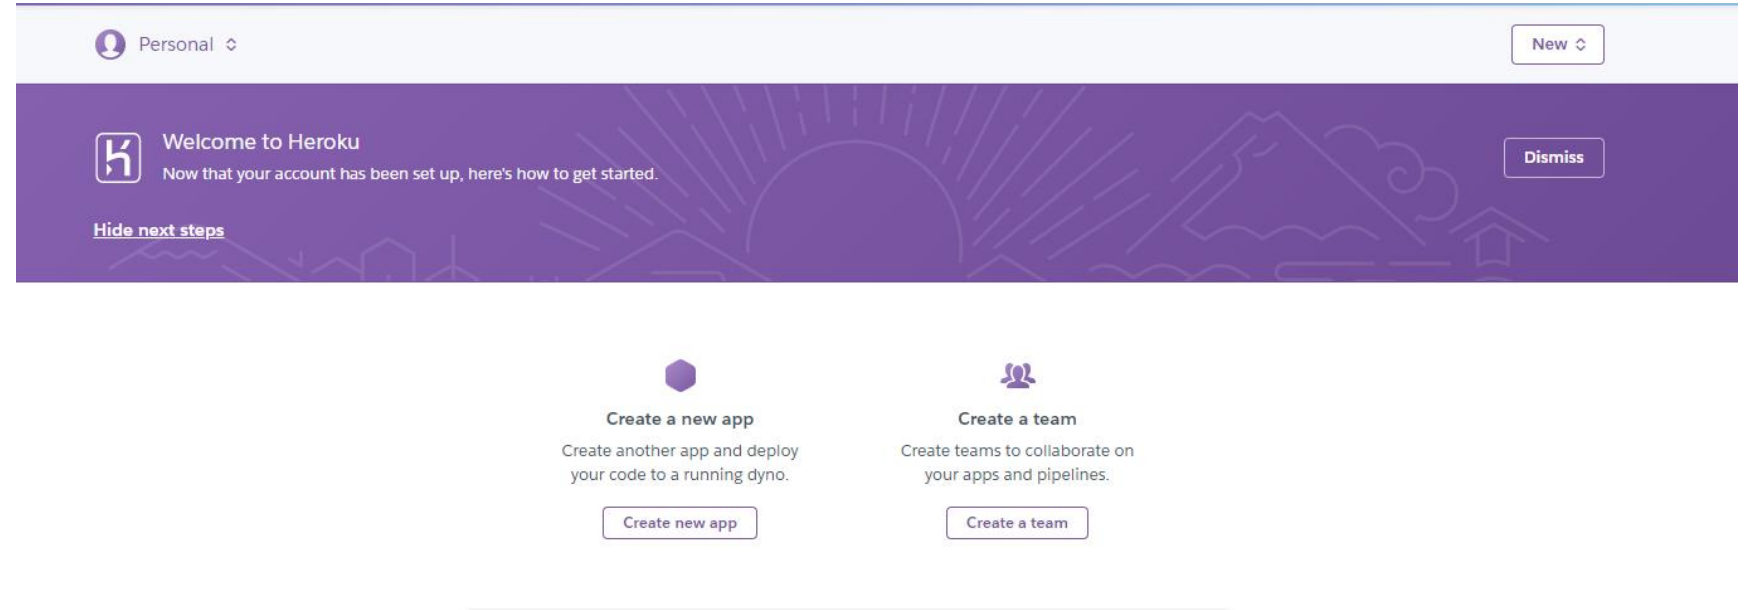 Personal
New
Welcome to Heroku
Now that your account has been set up, here's how to get started.
Dismiss
Hide next steps
Create a new app
Create another app and deploy
your code to a running dyno.
Create new app
Create a team
Create teams to collaborate on
your apps and pipelines.
Create a team